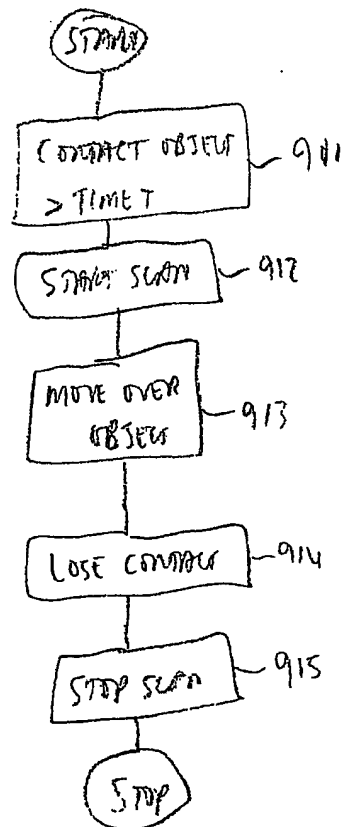 START
CONTACT OBJECT
> TIME T
911
START SCAN
912
MOVE OVER
OBJECT
913
LOSE CONTACT
914
STOP SCAN
915
STOP